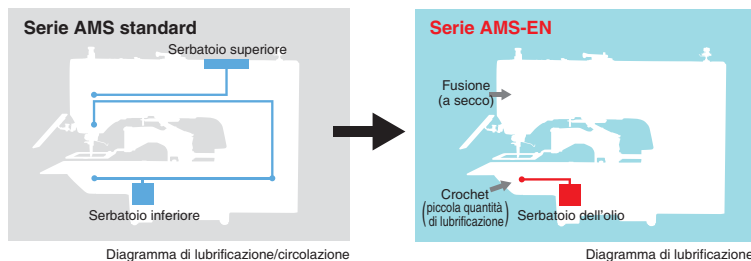 Serie AMS standard
Serbatoio superiore
Serbatoio inferiore
Diagramma di lubrificazione/circolazione
Serie AMS-EN
Fusione
(a secco)
Crochet
(piccola quantità
di lubrificazione)
Serbatoio dell'olio
Diagramma di lubrificazione